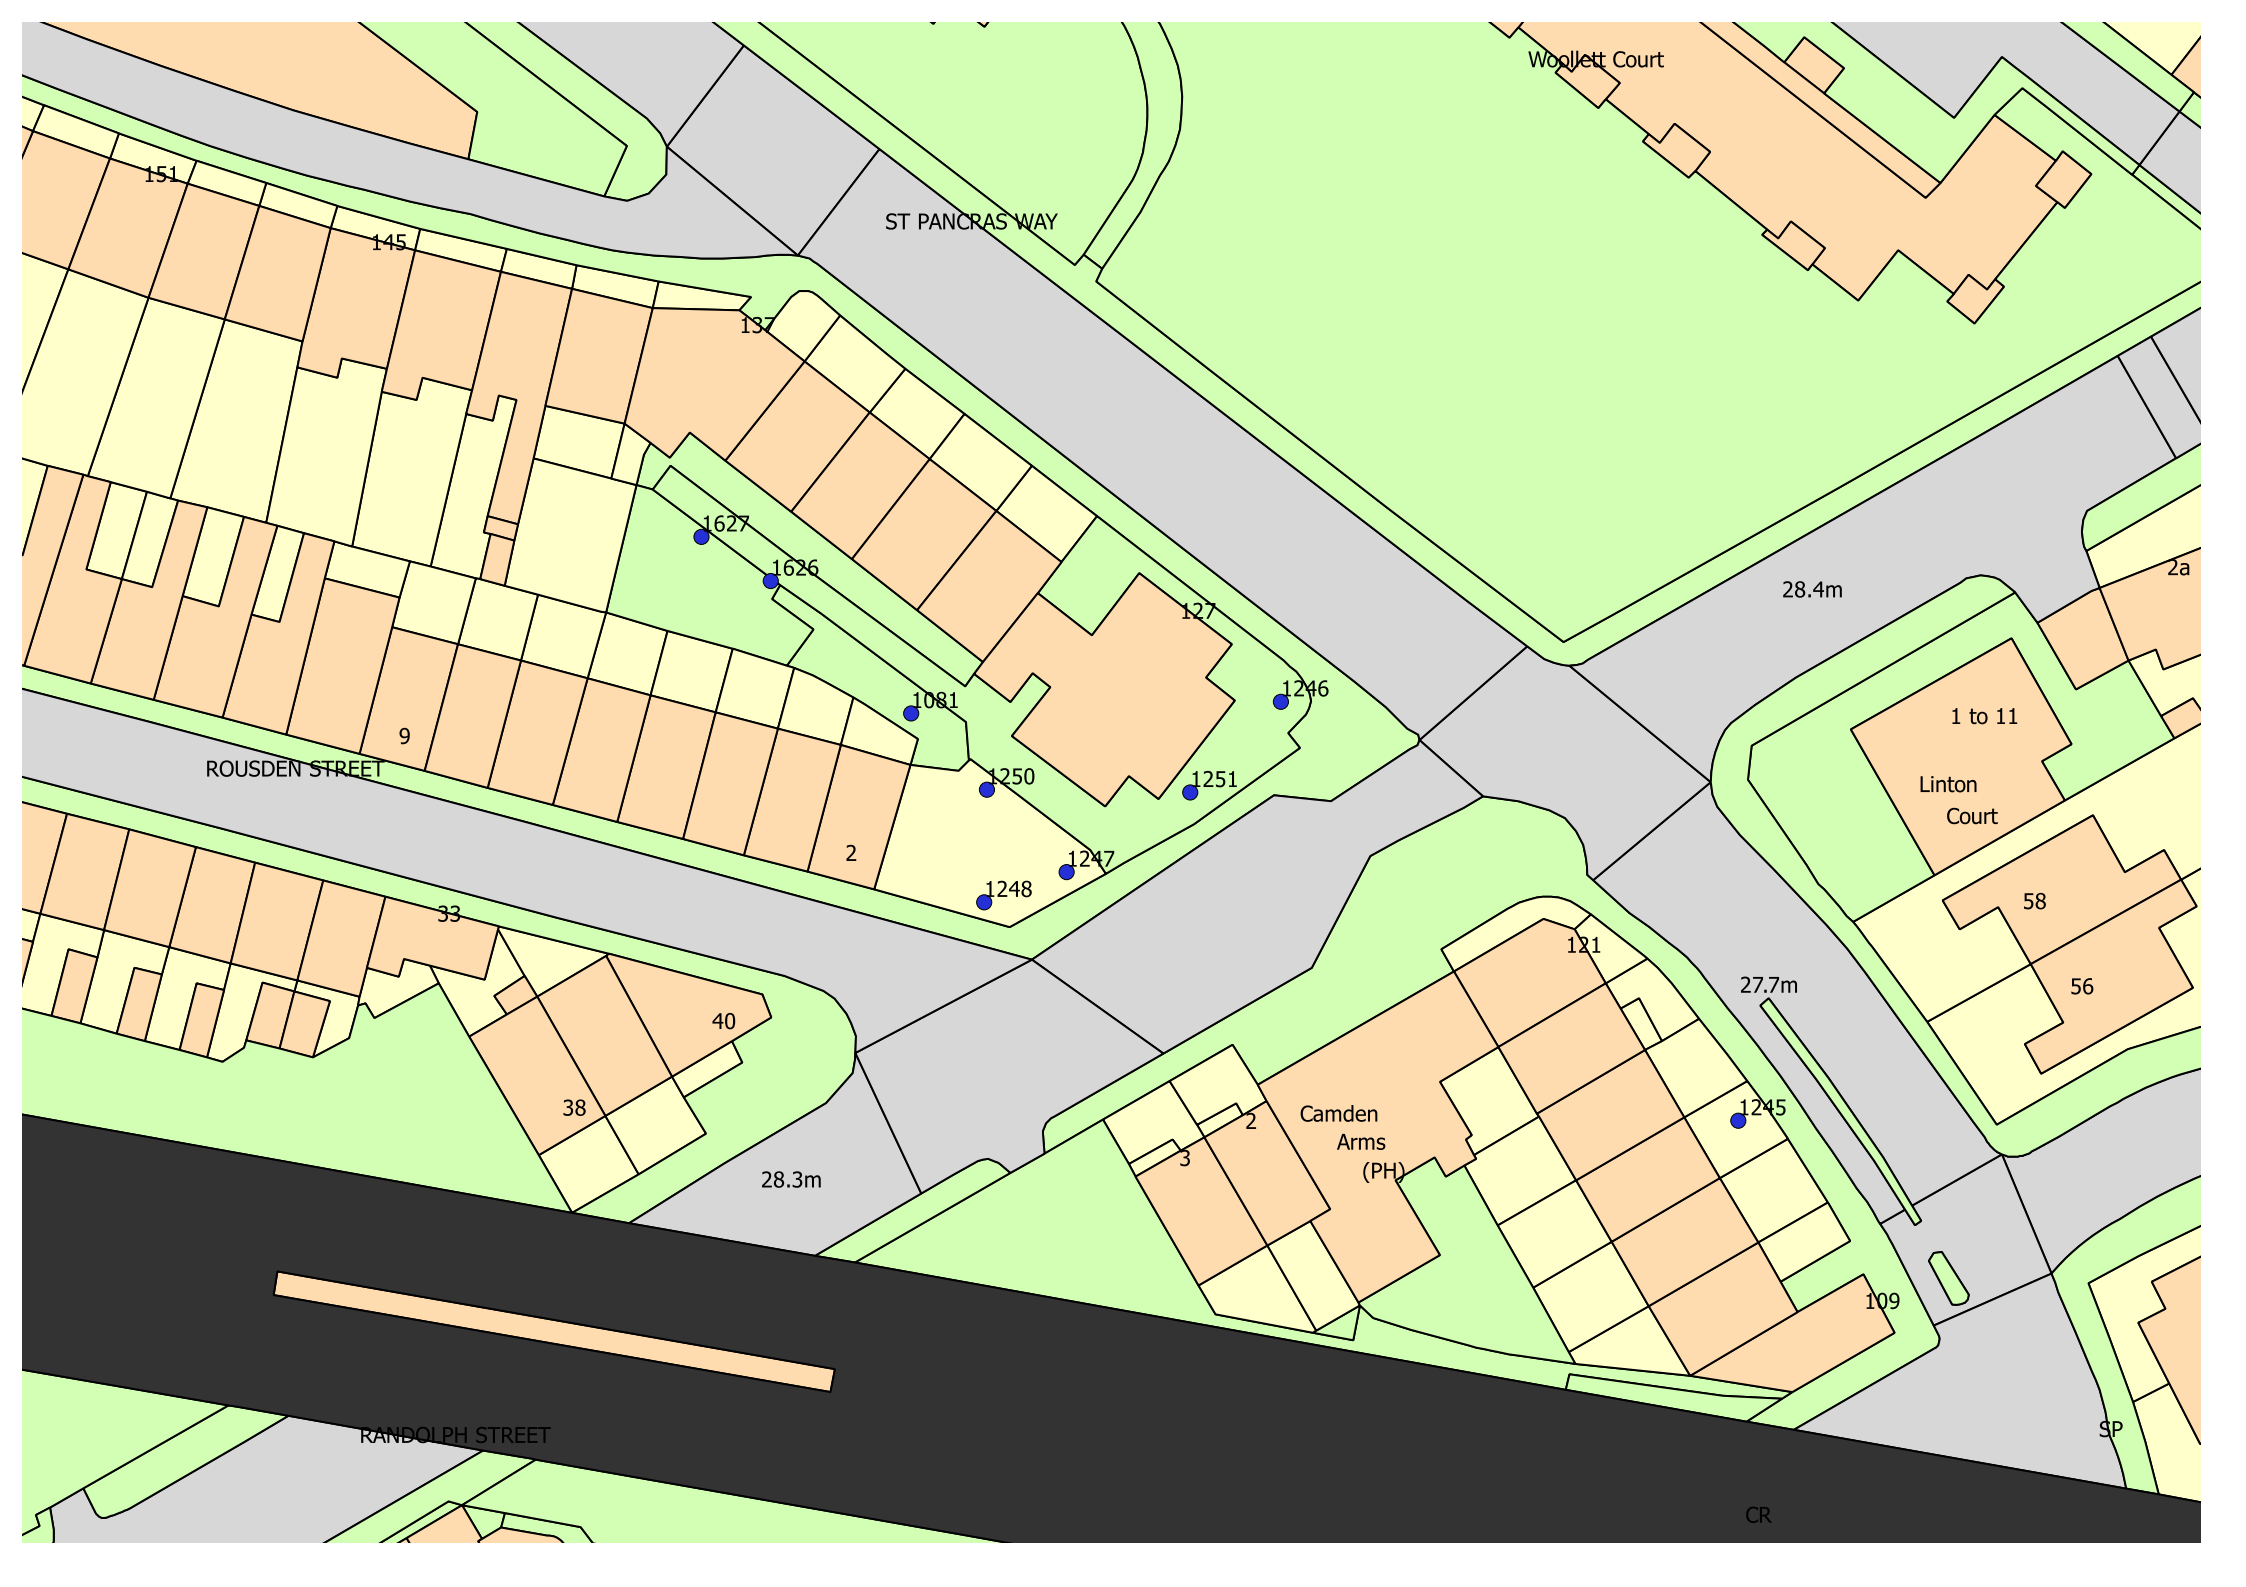 Woollett Court
151
ST PANCRAS WAY
145
137
1627
1626
2a
28.4m
127
1081
1246
1 to 11
9
ROUSDEN STREET
1250
1251
Linton
Court
2
1247
1248
58
33
121
27.7m
56
40
38
Camden
Arms
(PH)
2
3
1245
28.3m
109
RANDOLPH STREET
SP
CR